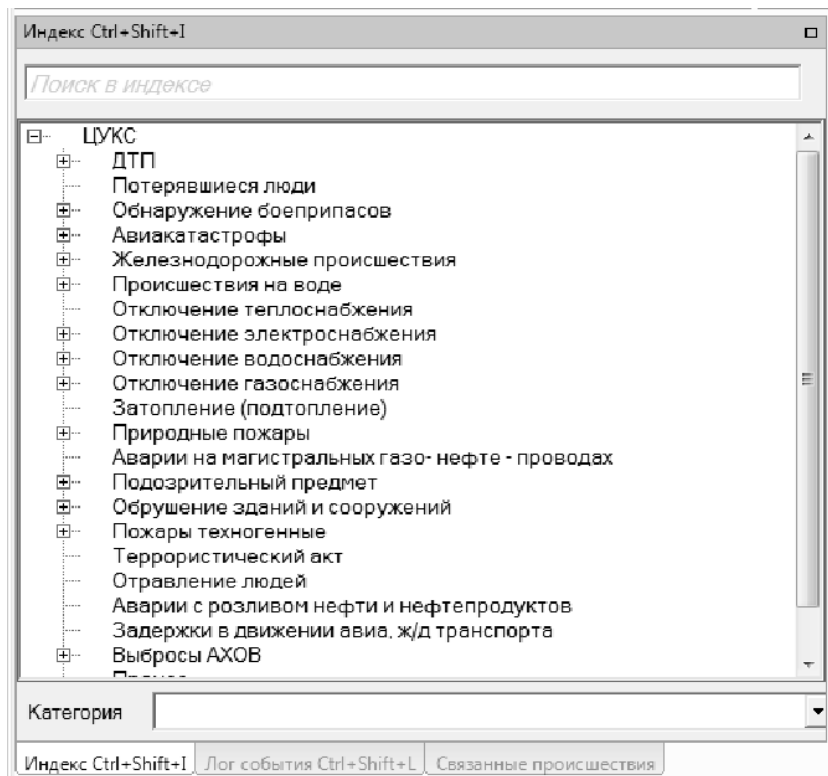 Индекс Ctrl+Shift+I
Поиск в индексе
ЦУКС
ДТП
Потерявшиеся люди
Обнаружение боеприпасов
Авиакатастрофы
Железнодорожные происшествия
Происшествия на воде
Отключение теплоснабжения
Отключение электроснабжения
Отключение водоснабжения
Отключение газоснабжения
Затопление (подтопление)
Природные пожары
Аварии на магистральных газо- нефте - проводах
Подозрительный предмет
Обрушение зданий и сооружений
Пожары техногенные
Террористический акт
Отравление людей
Аварии с розливом нефти и нефтепродуктов
Задержки в движении авиа, ж/д транспорта
Выбросы АХОВ
Категория
Индекс Ctrl+Shift+I Лог события Ctrl+Shift+L Связанные происшествия